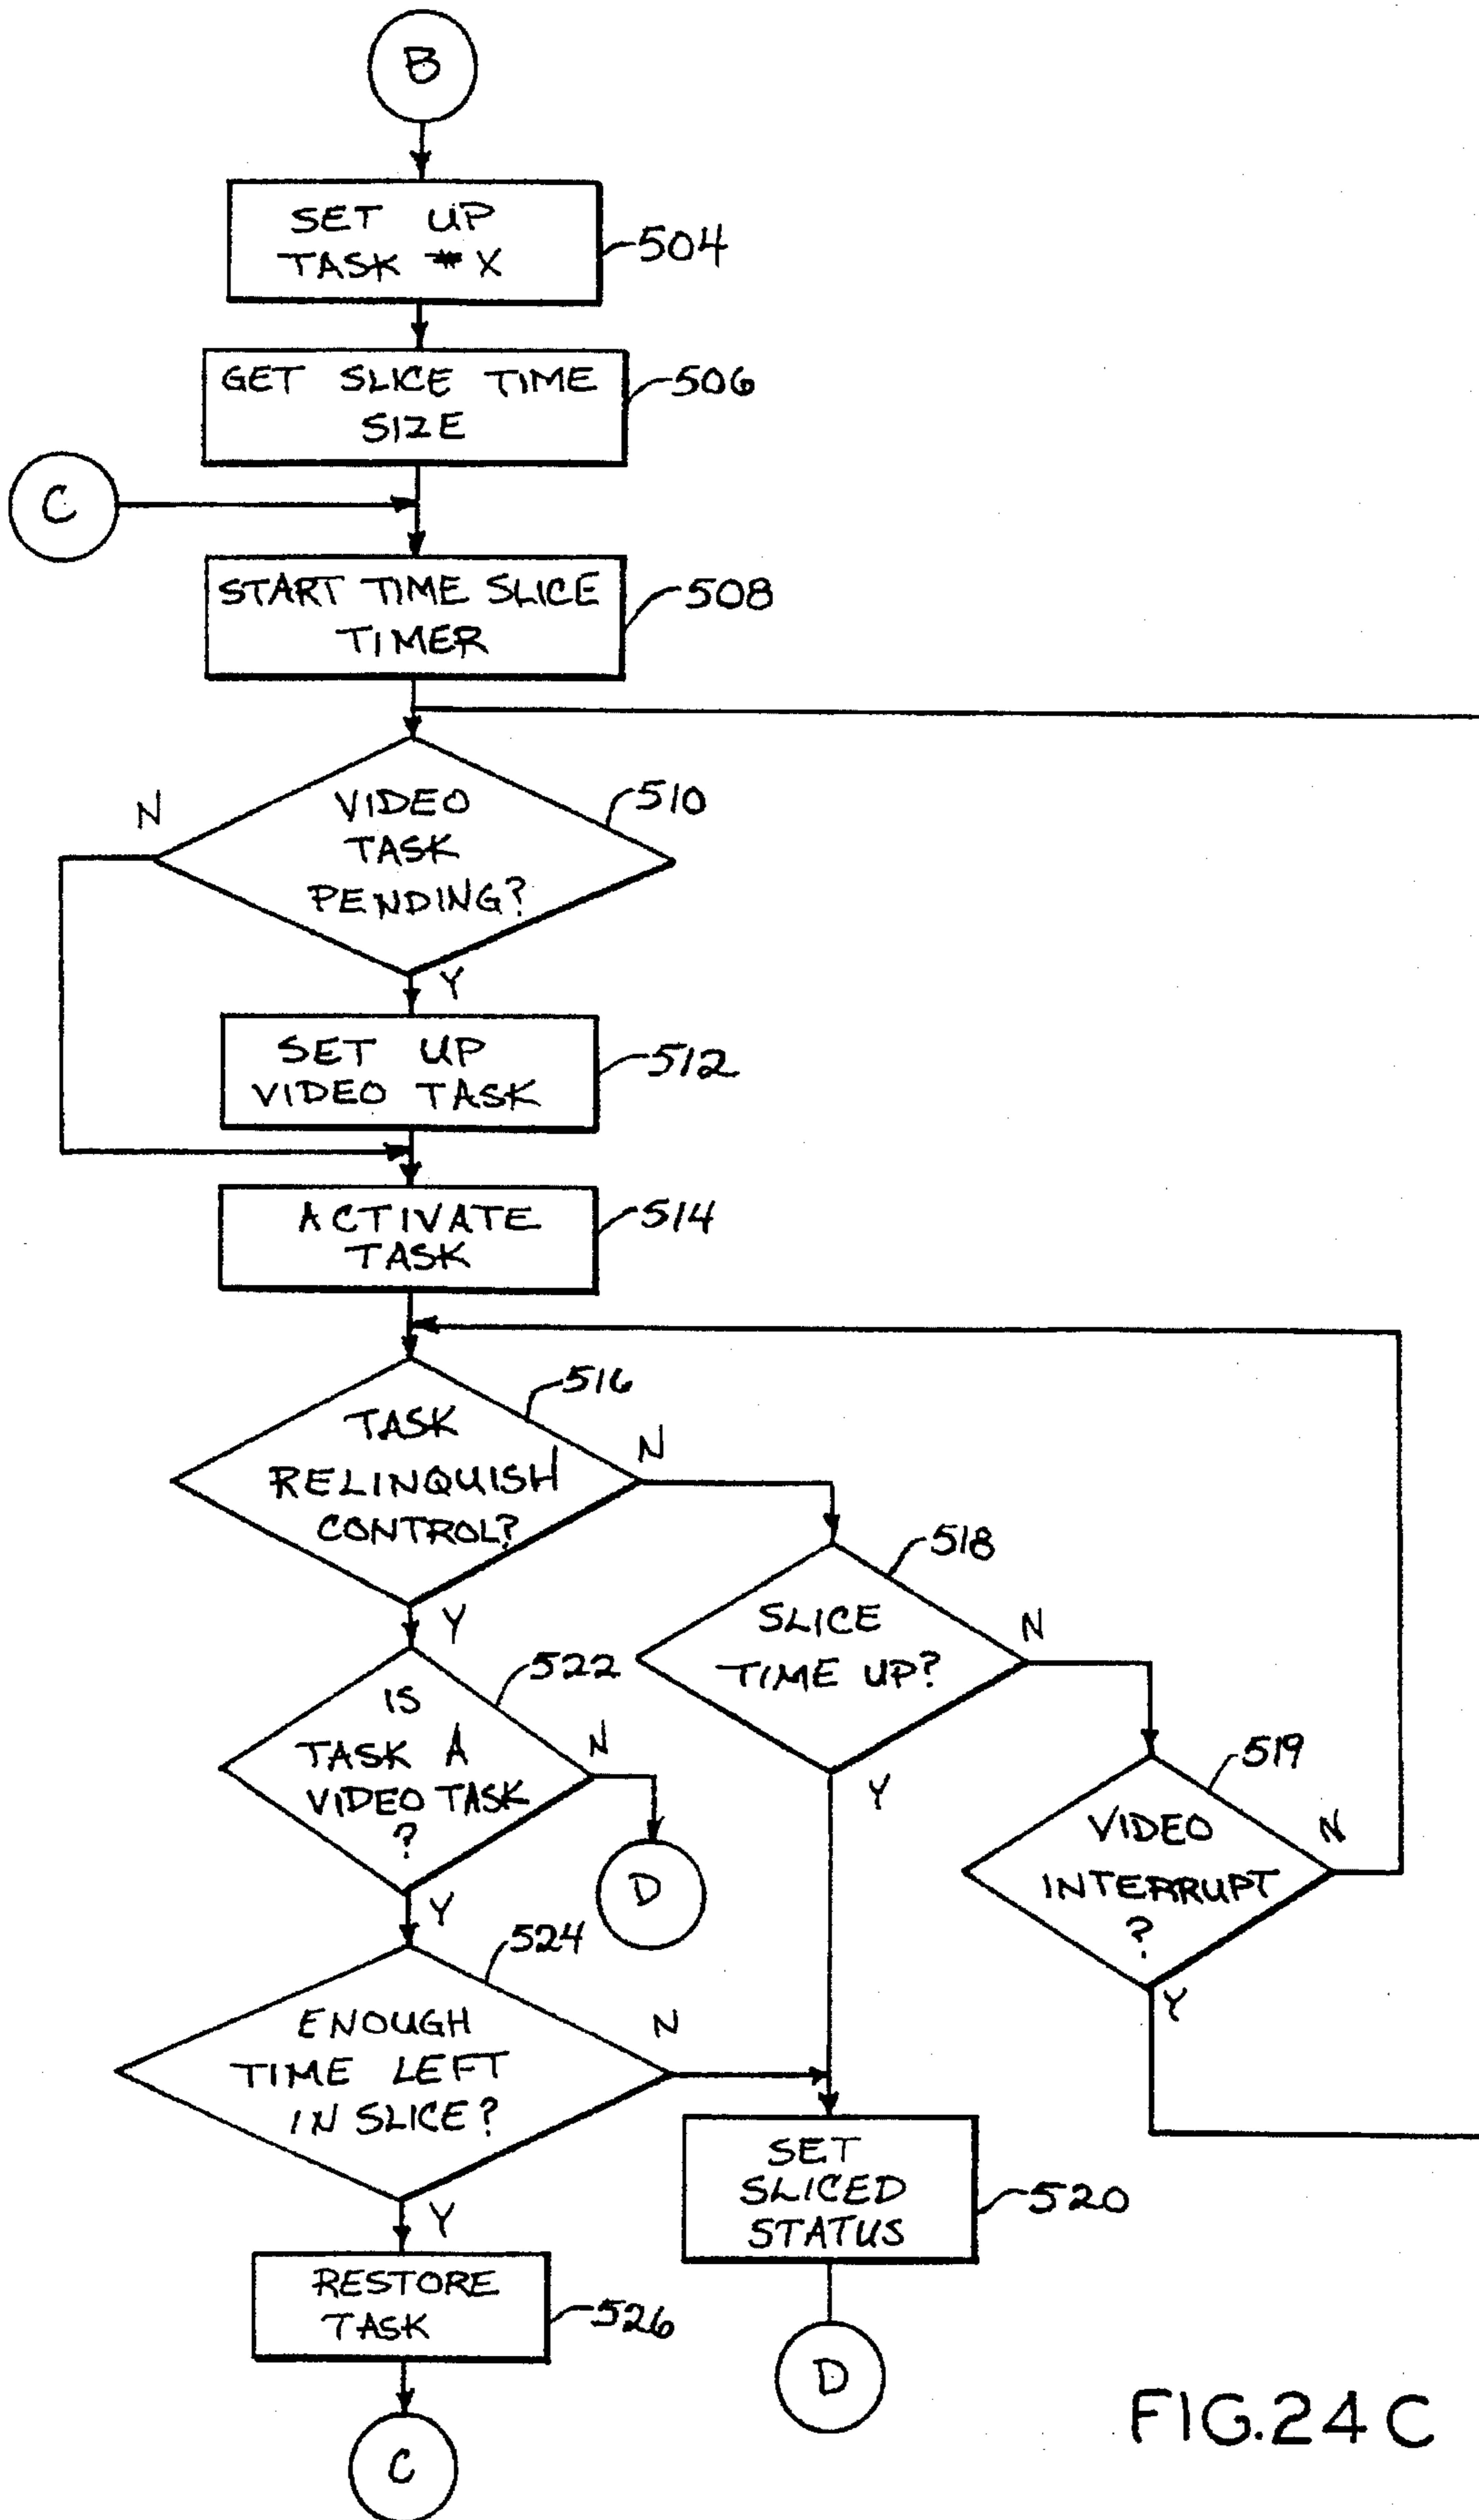 B
SET UP
TASK # X
504
GET SLICE TIME
SIZE
506
C
START TIME SLICE
TIMER
508
N
VIDEO
TASK
PENDING?
510
Y
SET UP
VIDEO TASK
512
ACTIVATE
TASK
514
TASK
RELINQUISH
CONTROL?
516
N
Y
SLICE
TIME UP?
518
N
Y
IS
TASK A
VIDEO TASK
?
522
N
Y
D
VIDEO
INTERRUPT
?
519
N
Y
ENOUGH
TIME LEFT
IN SLICE?
524
N
Y
SET
SLICED
STATUS
520
RESTORE
TASK
526
D
C
FIG.24C